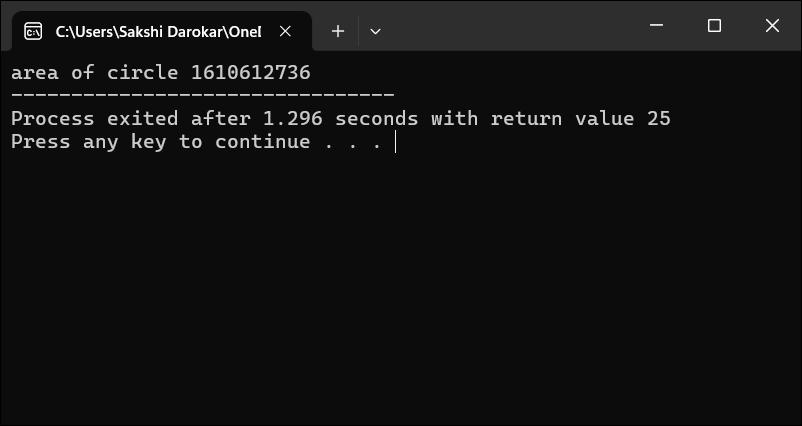 C:\Users\Sakshi Darokar\One
area of circle 1610612736
--------------------------------
Process exited after 1.296 seconds with return value 25
Press any key to continue . . .